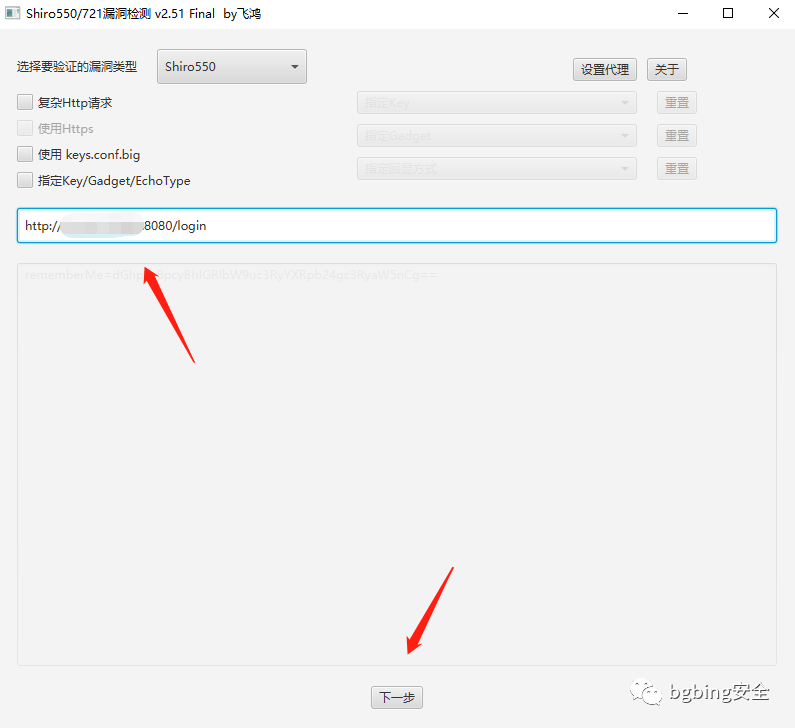 Shiro550/721漏洞检测 v2.51 Final by飞鸿
选择要验证的漏洞类型 Shiro550 设置代理 关于
复杂Http请求 指定Key 重置
使用Https 指定Gadget 重置
使用 keys.conf.big 指定回显方式 重置
指定Key/Gadget/EchoType
http:// 8080/login
下一步
bgbing安全